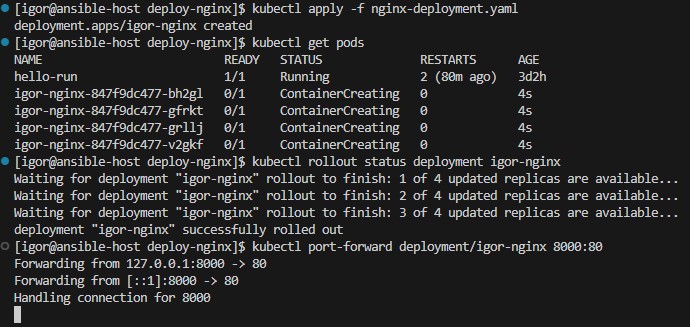 [igor@ansible-host deploy-nginx]$ kubectl apply -f nginx-deployment.yaml
deployment.apps/igor-nginx created
[igor@ansible-host deploy-nginx]$ kubectl get pods
NAME READY STATUS RESTARTS AGE
hello-run 1/1 Running 2 (80m ago) 3d2h
igor-nginx-847f9dc477-bh2gl 0/1 ContainerCreating 0 4s
igor-nginx-847f9dc477-gfrkt 0/1 ContainerCreating 0 4s
igor-nginx-847f9dc477-grllj 0/1 ContainerCreating 0 4s
igor-nginx-847f9dc477-v2gkf 0/1 ContainerCreating 0 4s
[igor@ansible-host deploy-nginx]$ kubectl rollout status deployment igor-nginx
Waiting for deployment "igor-nginx" rollout to finish: 1 of 4 updated replicas are available...
Waiting for deployment "igor-nginx" rollout to finish: 2 of 4 updated replicas are available...
Waiting for deployment "igor-nginx" rollout to finish: 3 of 4 updated replicas are available...
deployment "igor-nginx" successfully rolled out
[igor@ansible-host deploy-nginx]$ kubectl port-forward deployment/igor-nginx 8000:80
Forwarding from 127.0.0.1:8000 -> 80
Forwarding from [::1]:8000 -> 80
Handling connection for 8000